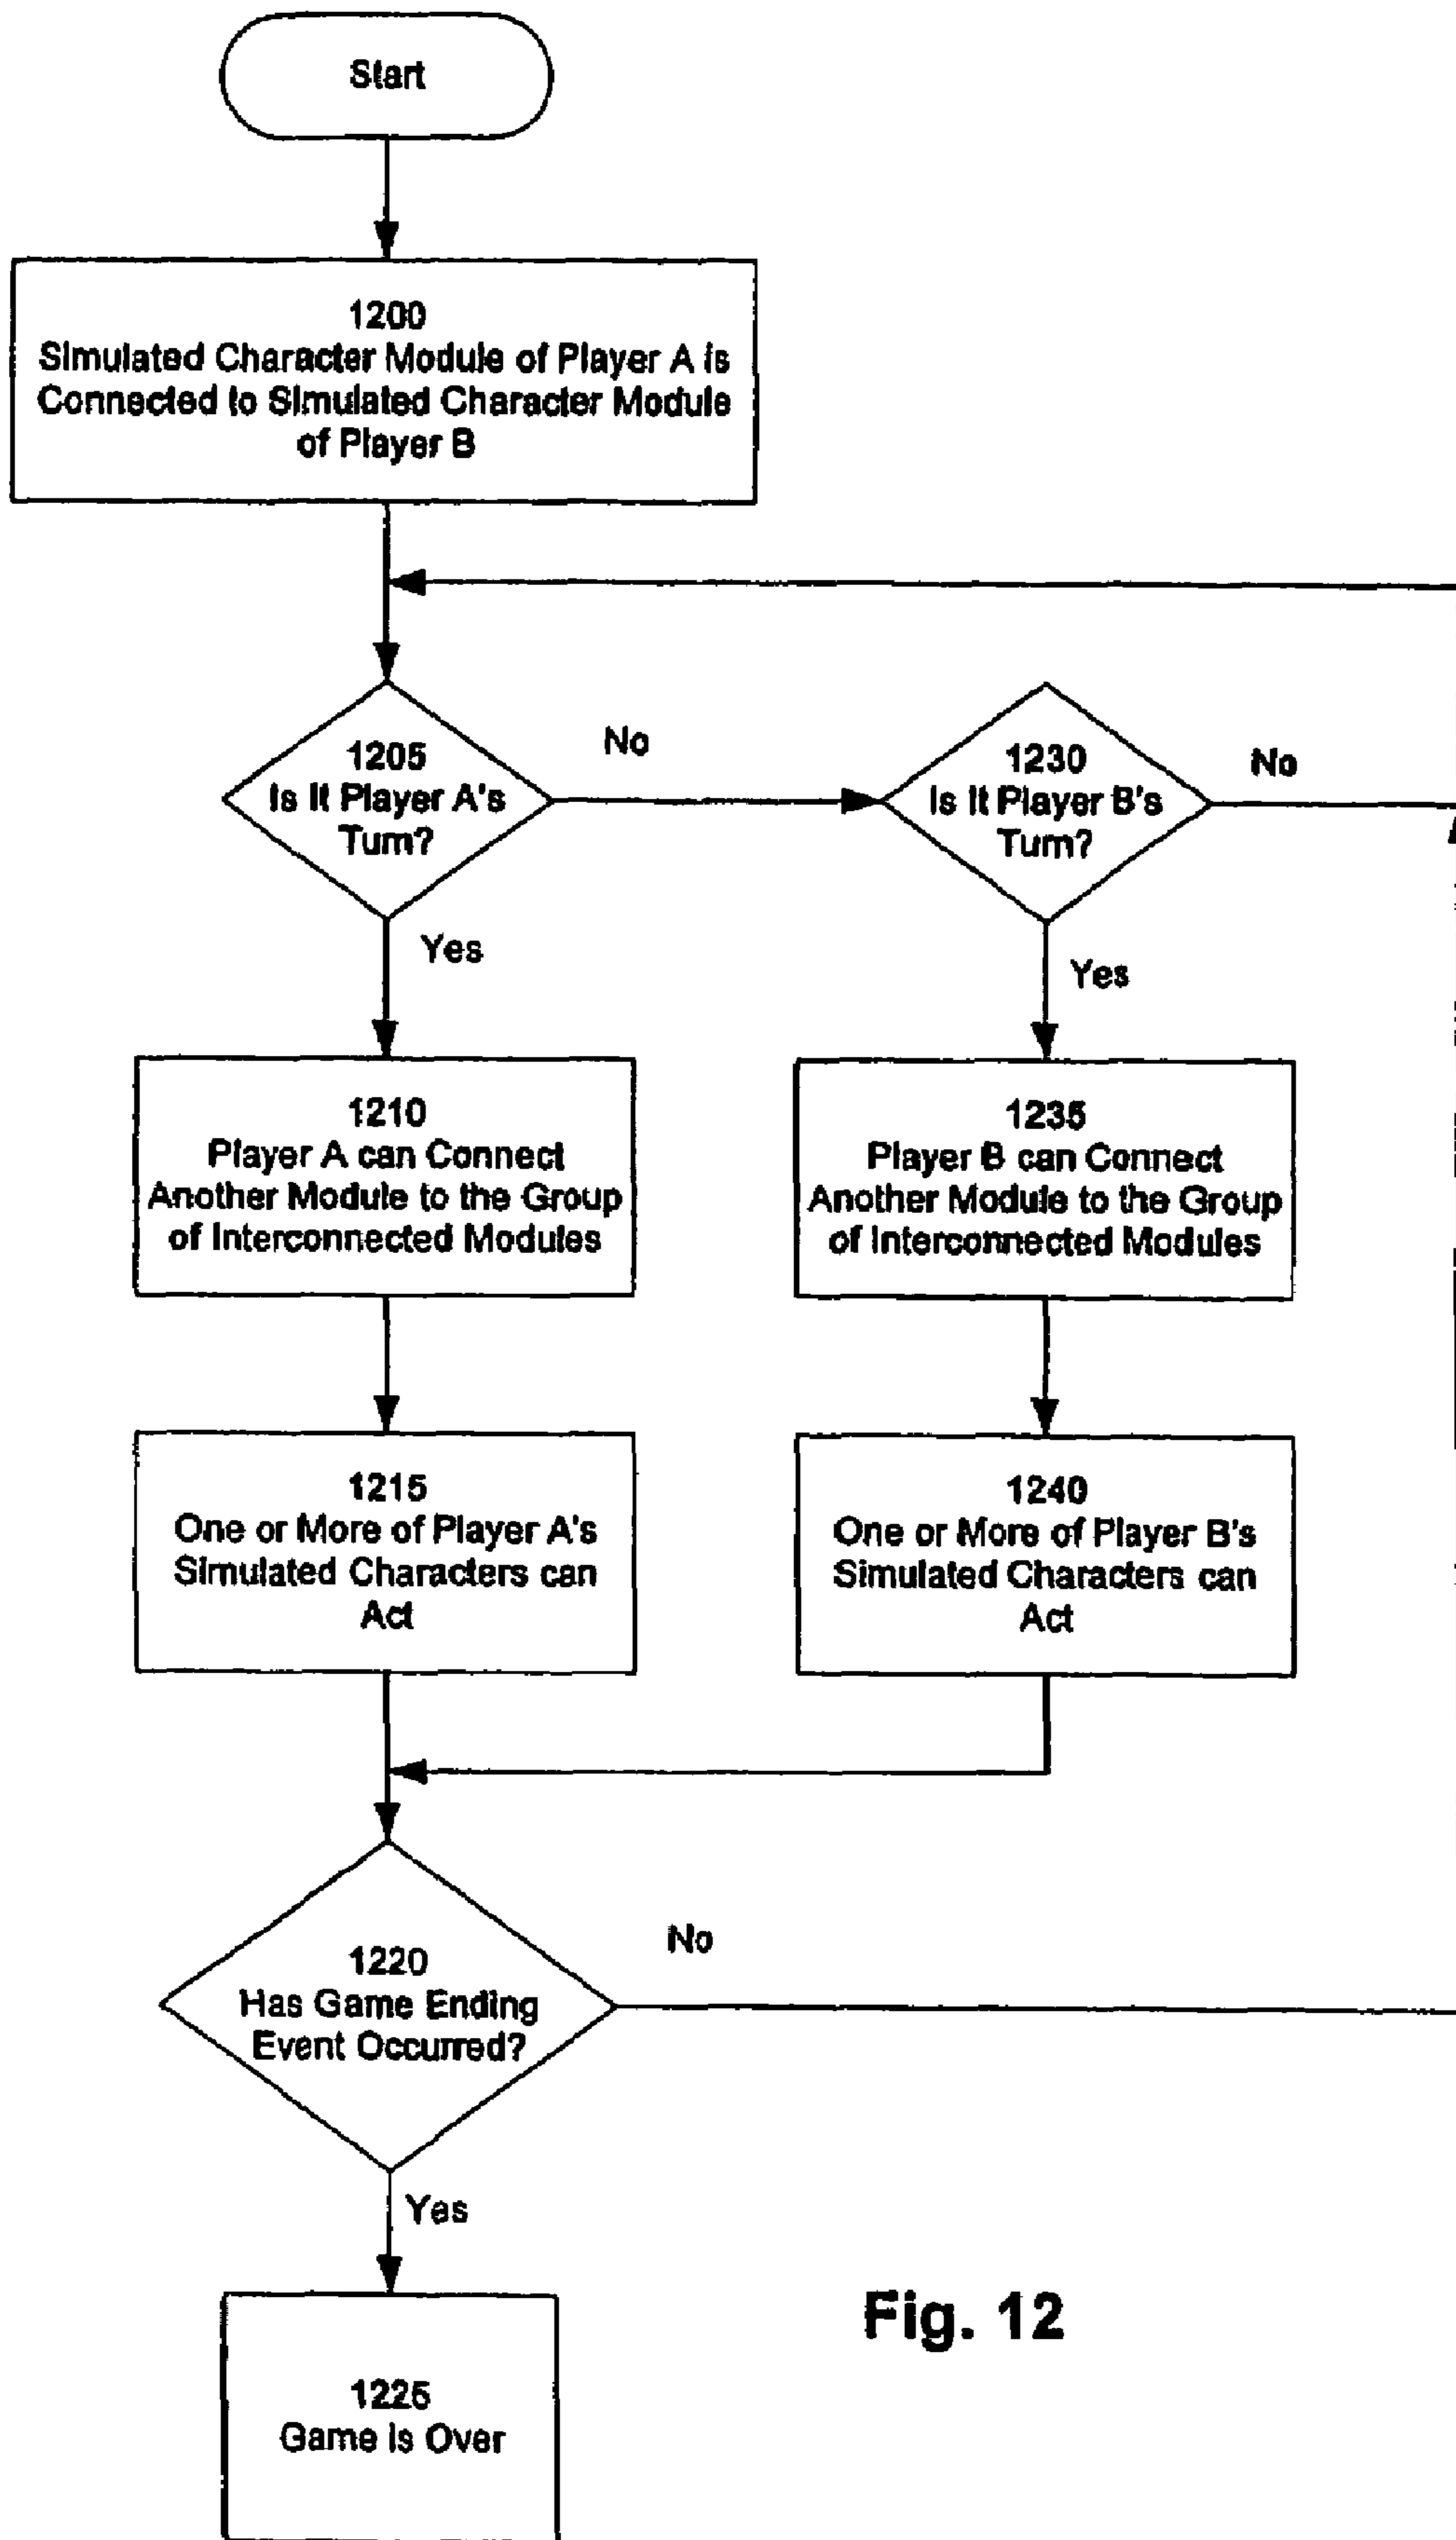 Start
1200
Simulated Character Module of Player A is
Connected to Simulated Character Module
of Player B
1205
Is It Player A's
Turn?
No
1230
Is It Player B's
Turn?
No
Yes
Yes
1210
Player A can Connect
Another Module to the Group
of Interconnected Modules
1235
Player B can Connect
Another Module to the Group
of Interconnected Modules
1215
One or More of Player A's
Simulated Characters can
Act
1240
One or More of Player B's
Simulated Characters can
Act
1220
Has Game Ending
Event Occurred?
No
Yes
1225
Game is Over
Fig. 12